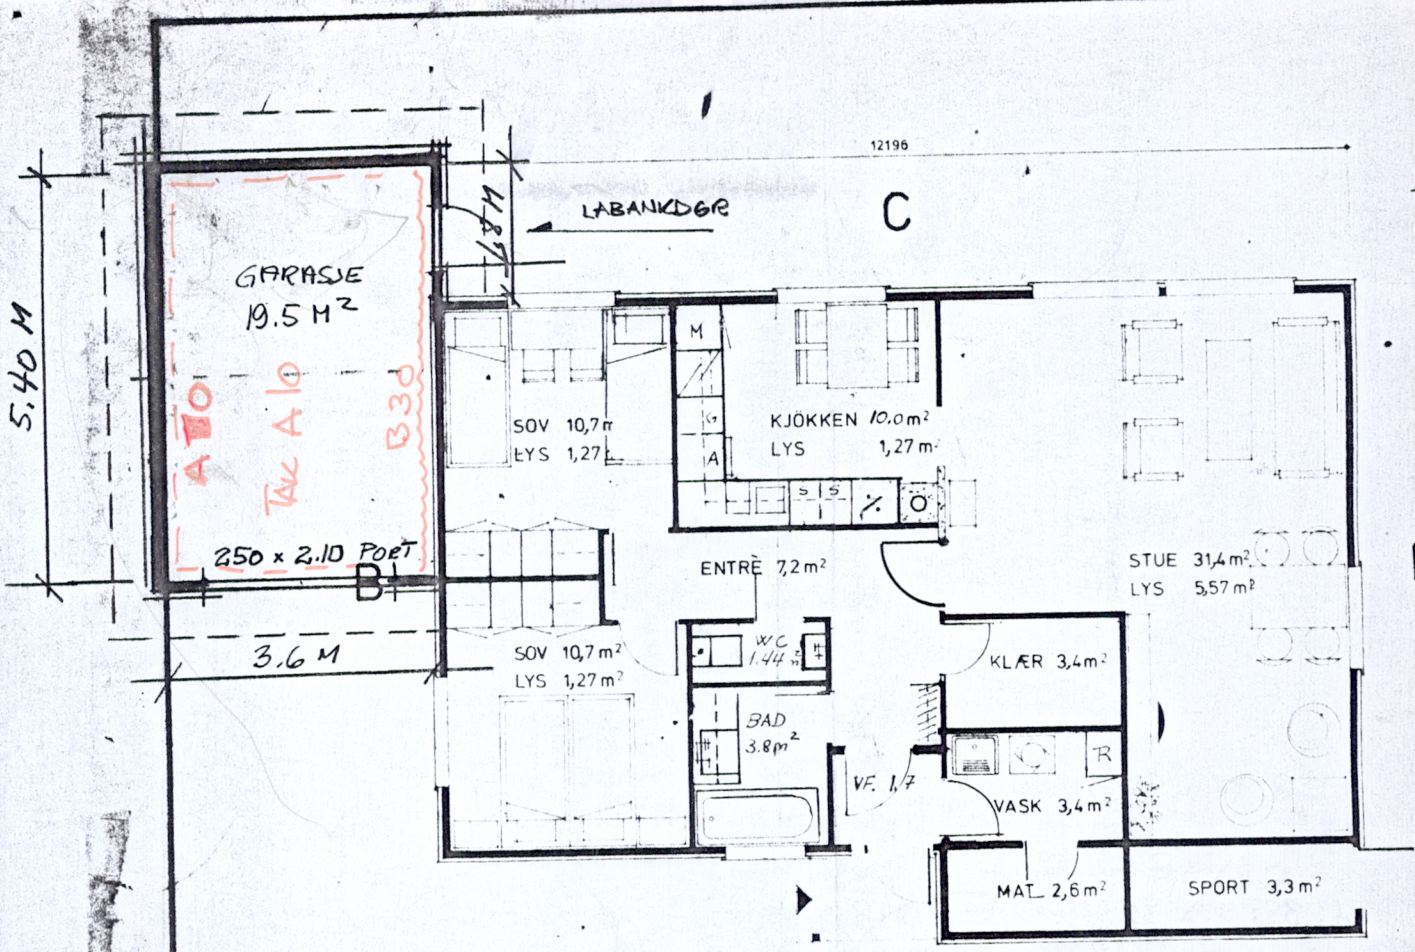 12196
C
LABANKDGR
1.8 M
GARASJE
19.5 M²
5.40 M
A 10
TAK A 10
B30
250 x 2.10 PORT
B
3.6 M
SOV 10,7 m
LYS 1,27
M
G
A
S S
KJÖKKEN 10.0 m²
LYS 1,27 m
ENTRÈ 7,2 m²
STUE 31,4 m²
LYS 5,57 m²
SOV 10,7 m²
LYS 1,27 m²
WC
1.44 m²
KLÆR 3,4 m²
BAD
3.8 m²
VF. 1,7
R
VASK 3,4 m²
MAT 2,6 m²
SPORT 3,3 m²